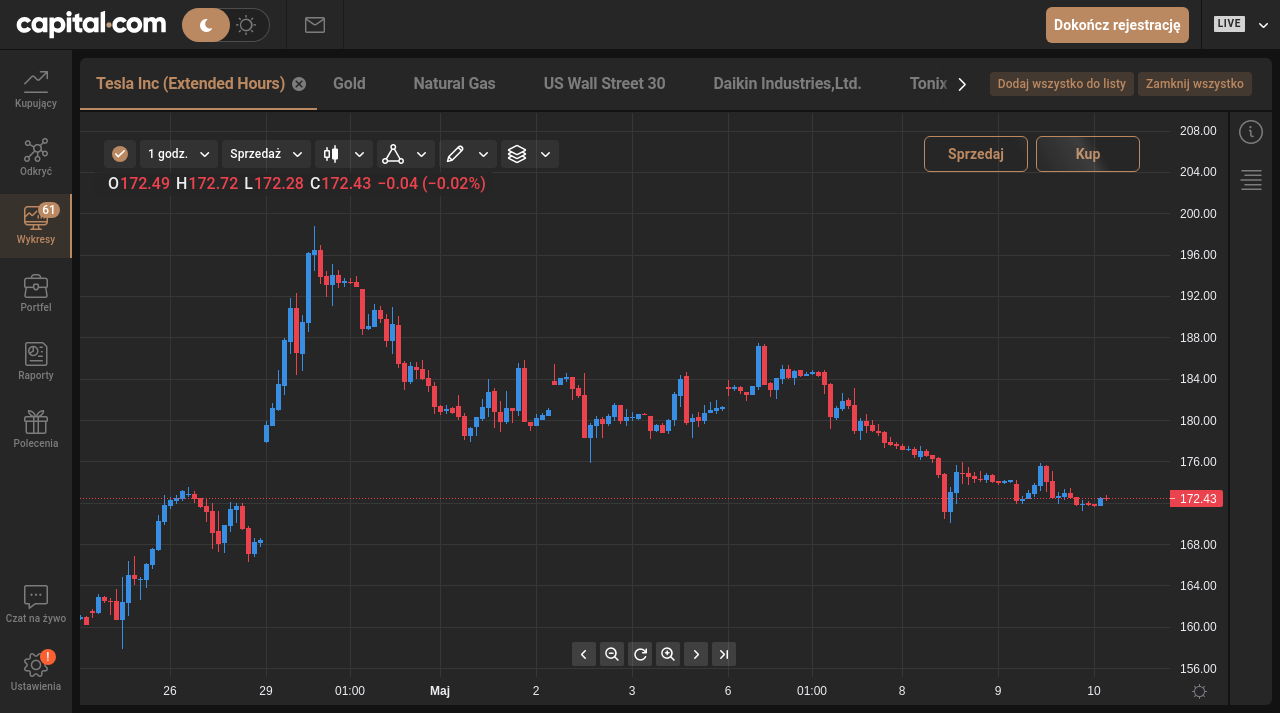 capital.com
Dokończ rejestrację
LIVE
Kupujący
Odkryć
61
Wykresy
Portfel
Raporty
Polecenia
Czat na żywo
!
Ustawienia
Tesla Inc (Extended Hours)
Gold
Natural Gas
US Wall Street 30
Daikin Industries,Ltd.
Tonix
Dodaj wszystko do listy
Zamknij wszystko
1 godz.
Sprzedaż
Sprzedaj
Kup
O172.49 H172.72 L172.28 C172.43 −0.04 (−0.02%)
208.00
204.00
200.00
196.00
192.00
188.00
184.00
180.00
176.00
172.43
168.00
164.00
160.00
156.00
26
29
01:00
Maj
2
3
6
01:00
8
9
10